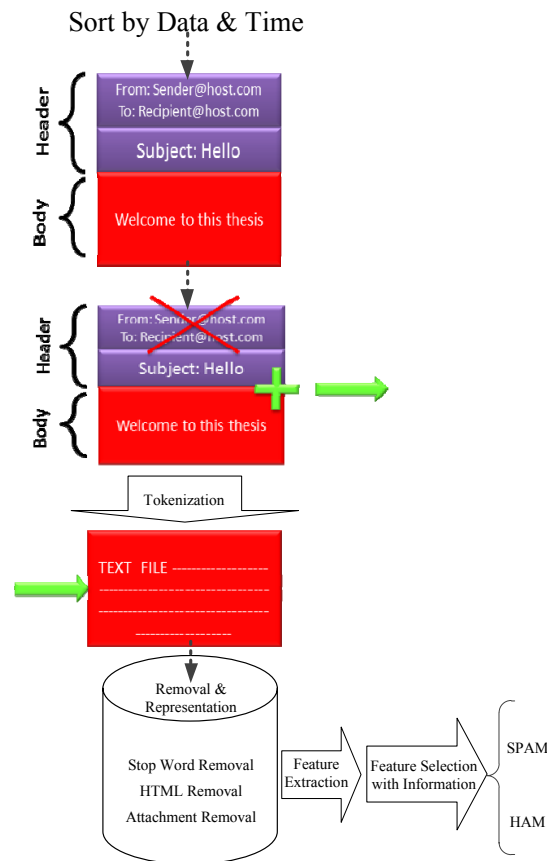 Sort by Data & Time
Header
From: Sender@host.com
To: Recipient@host.com
Subject: Hello
Body
Welcome to this thesis
Header
From: Sender@host.com
To: Recipient@host.com
Subject: Hello
Body
Welcome to this thesis
Tokenization
TEXT FILE
Removal &
Representation
Stop Word Removal
HTML Removal
Attachment Removal
Feature
Extraction
Feature Selection
with Information
SPAM
HAM